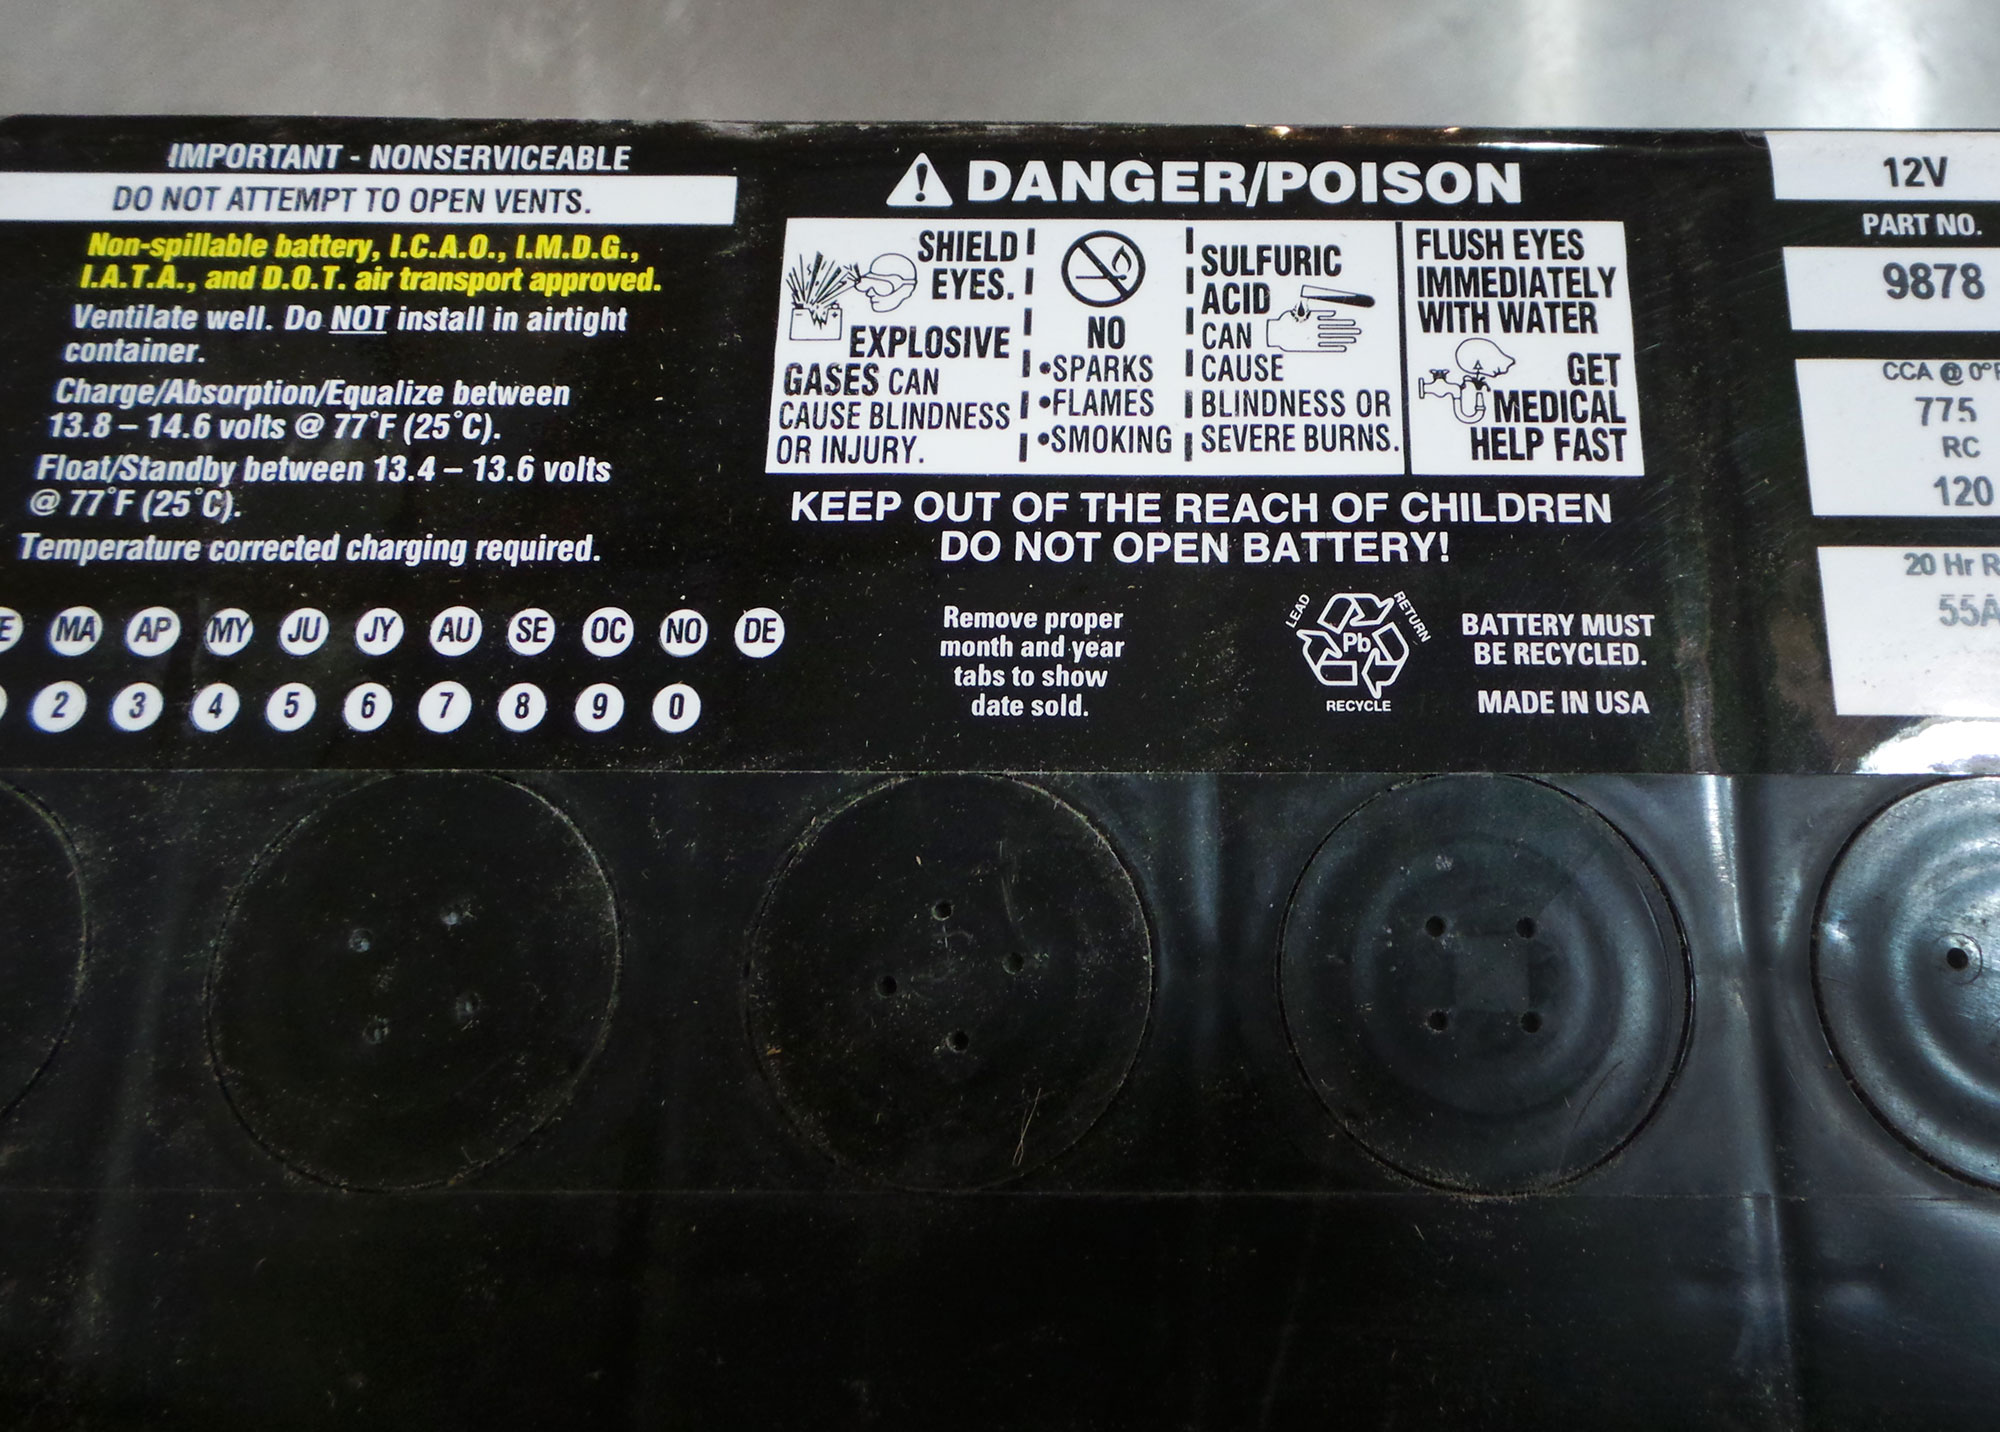 IMPORTANT - NONSERVICEABLE
DO NOT ATTEMPT TO OPEN VENTS.
Non-spillable battery, I.C.A.O., I.M.D.G.,
I.A.T.A., and D.O.T. air transport approved.
Ventilate well. Do NOT install in airtight
container.
Charge/Absorption/Equalize between
13.8 – 14.6 volts @ 77°F (25°C).
Float/Standby between 13.4 – 13.6 volts
@ 77°F (25°C).
Temperature corrected charging required.
MA AP MY JU JY AU SE OC NO DE
2 3 4 5 6 7 8 9 0
DANGER/POISON
SHIELD
EYES.
EXPLOSIVE
GASES CAN
CAUSE BLINDNESS
OR INJURY.
NO
•SPARKS
•FLAMES
•SMOKING
SULFURIC
ACID
CAN
CAUSE
BLINDNESS OR
SEVERE BURNS.
FLUSH EYES
IMMEDIATELY
WITH WATER
GET
MEDICAL
HELP FAST
KEEP OUT OF THE REACH OF CHILDREN
DO NOT OPEN BATTERY!
Remove proper
month and year
tabs to show
date sold.
LEAD
RETURN
Pb
RECYCLE
BATTERY MUST
BE RECYCLED.
MADE IN USA
12V
PART NO.
9878
CCA @ 0°F
775
RC
120
20 Hr
55A